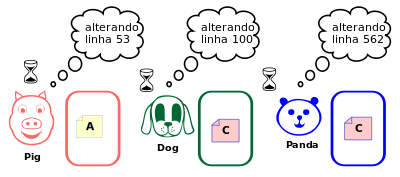 alterando
linha 53
alterando
linha 100
alterando
linha 562
A
C
C
Pig
Dog
Panda